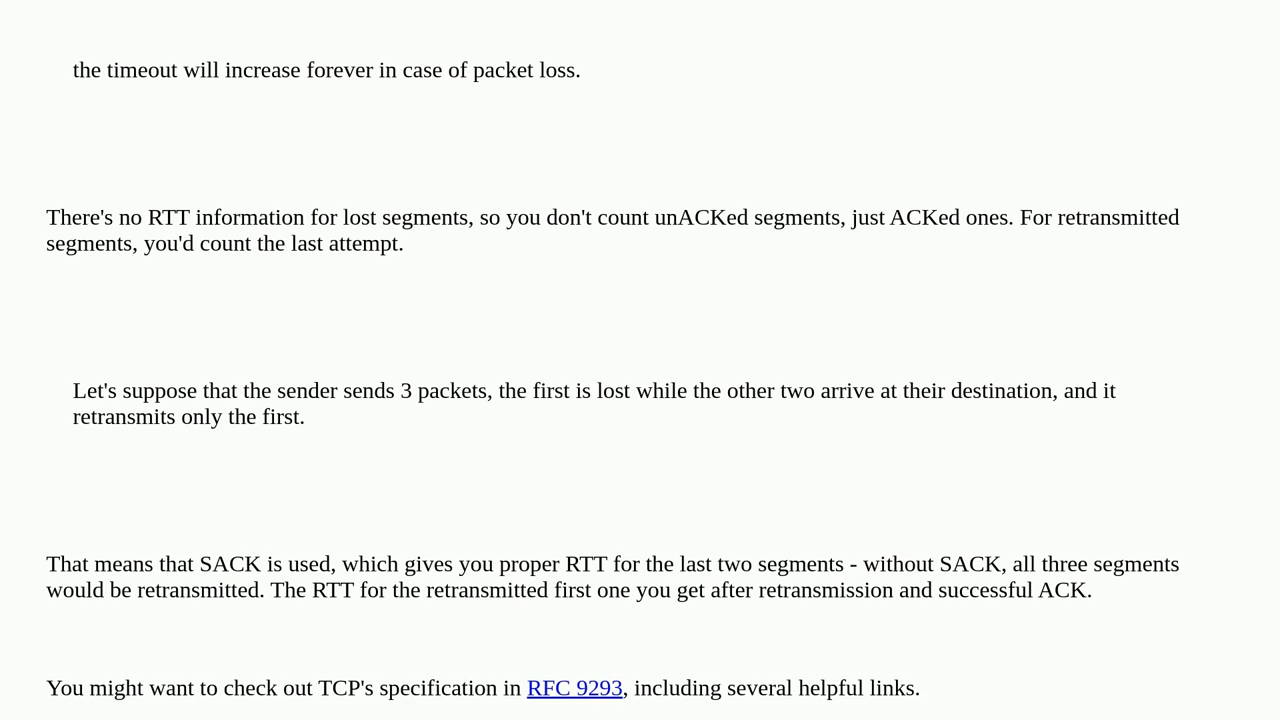 the timeout will increase forever in case of packet loss.
There's no RTT information for lost segments, so you don't count unACKed segments, just ACKed ones. For retransmitted
segments, you'd count the last attempt.
Let's suppose that the sender sends 3 packets, the first is lost while the other two arrive at their destination, and it
retransmits only the first.
That means that SACK is used, which gives you proper RTT for the last two segments - without SACK, all three segments
would be retransmitted. The RTT for the retransmitted first one you get after retransmission and successful ACK.
You might want to check out TCP's specification in RFC 9293, including several helpful links.